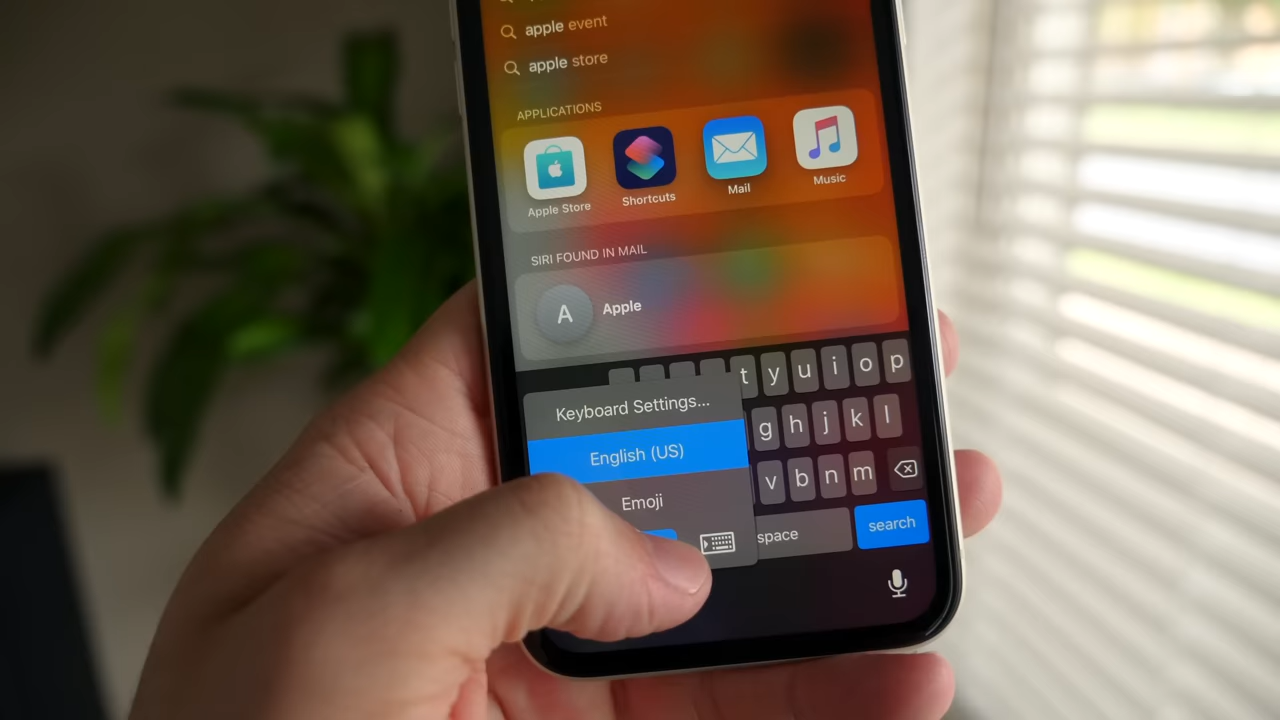 apple event
apple store
APPLICATIONS
Apple Store Shortcuts Mail Music
SIRI FOUND IN MAIL
A Apple
t y u i o p
Keyboard Settings...
g h j k l
English (US)
v b n m
Emoji
space search